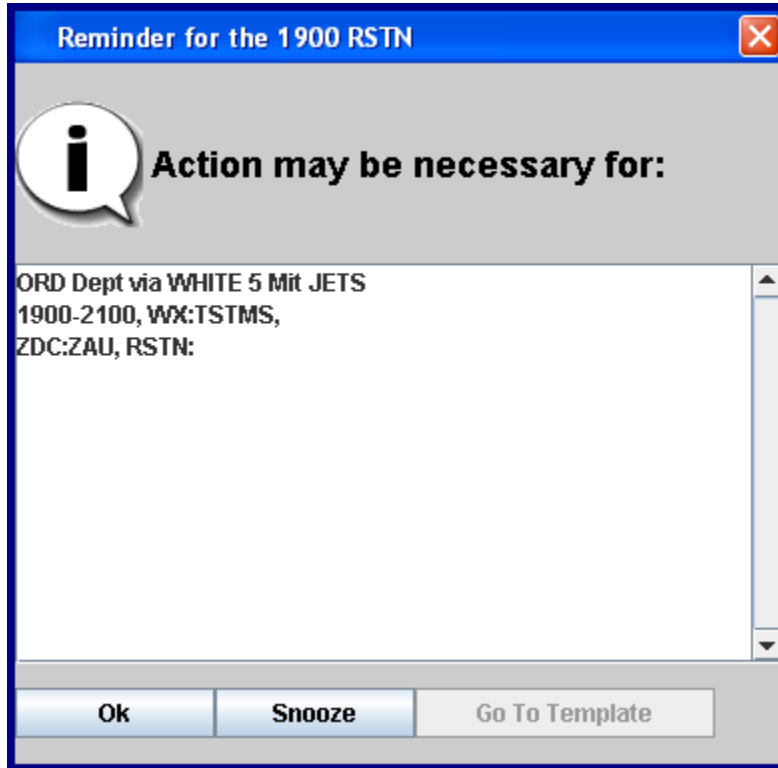 Reminder for the 1900 RSTN
i
Action may be necessary for:
ORD Dept via WHITE 5 Mit JETS
1900-2100, WX:TSTMS,
ZDC:ZAU, RSTN:
Ok Snooze Go To Template